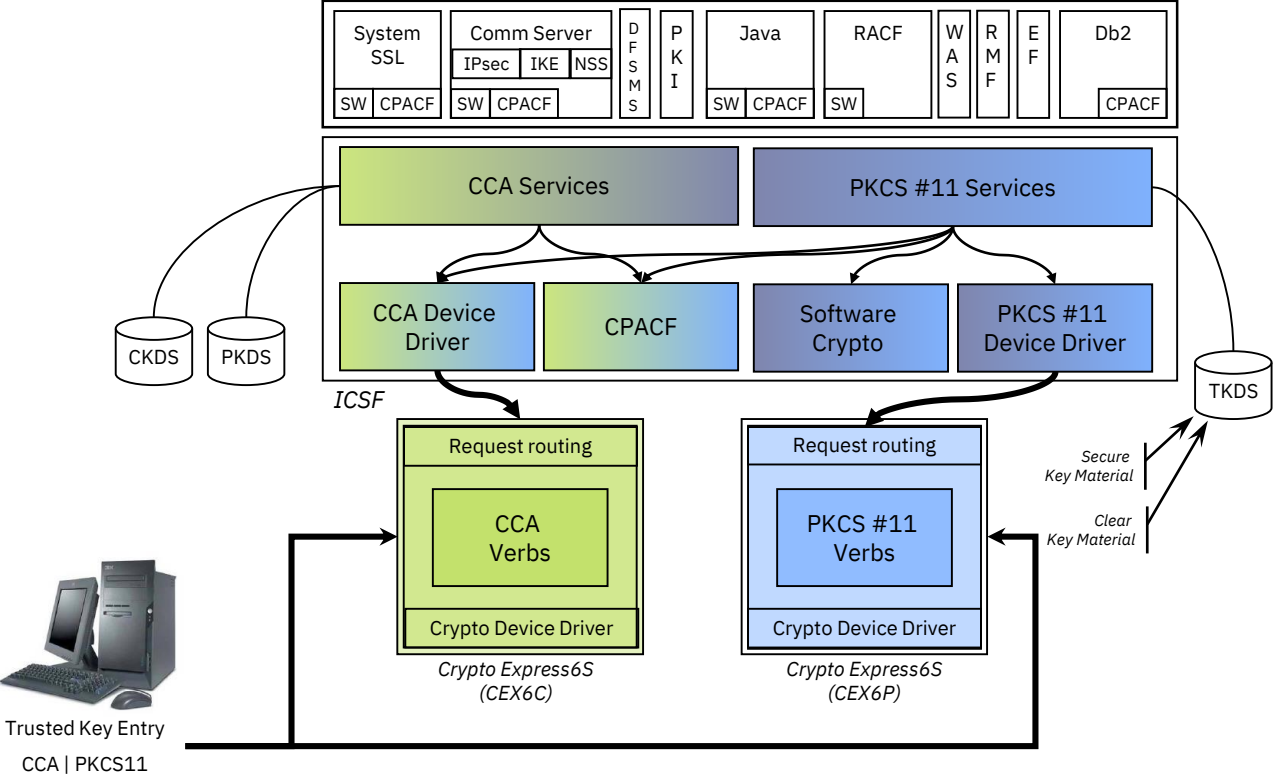 System
SSL
SW
CPACF
Comm Server
IPsec
IKE
NSS
SW
CPACF
D
F
S
M
S
P
K
I
Java
SW
CPACF
RACF
SW
W
A
S
R
M
F
E
F
Db2
CPACF
CCA Services
PKCS #11 Services
CCA Device
Driver
CPACF
Software
Crypto
PKCS #11
Device Driver
CKDS
PKDS
TKDS
ICSF
Request routing
CCA
Verbs
Crypto Device Driver
Crypto Express6S
(CEX6C)
Request routing
PKCS #11
Verbs
Crypto Device Driver
Crypto Express6S
(CEX6P)
Secure
Key Material
Clear
Key Material
Trusted Key Entry
CCA | PKCS11